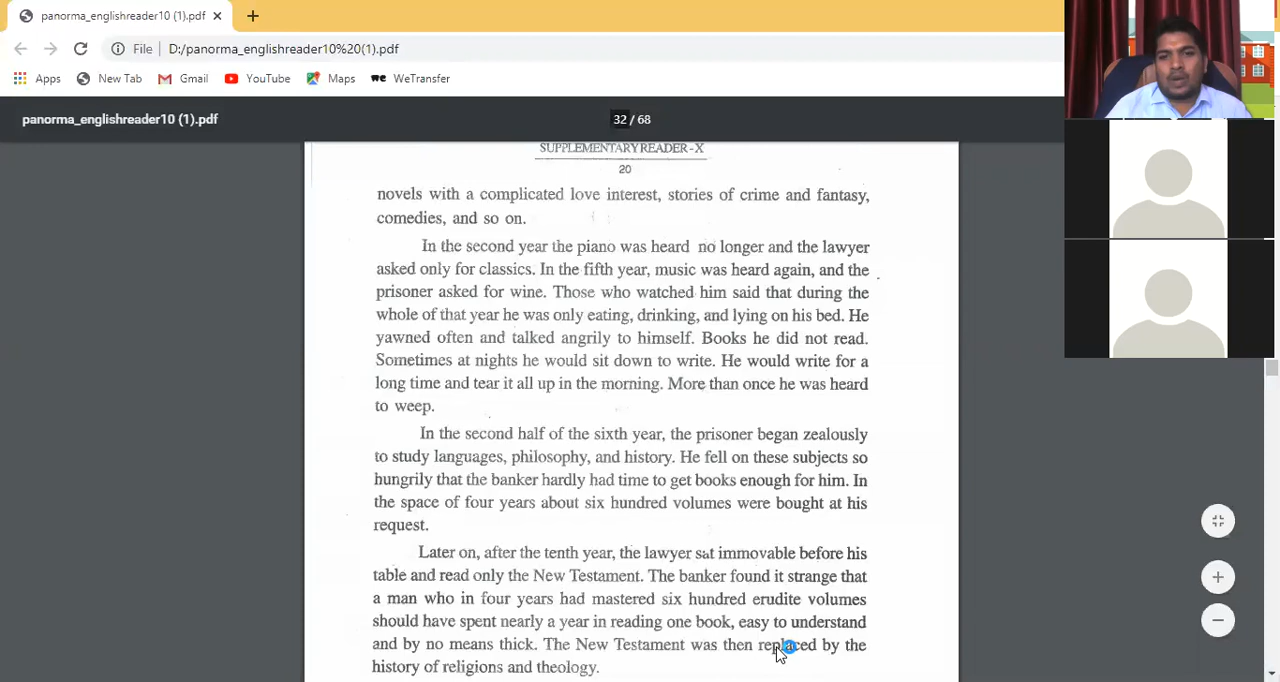 panorma_englishreader10 (1).pdf
File D:/panorma_englishreader10%20(1).pdf
Apps New Tab Gmail YouTube Maps WeTransfer
panorma_englishreader10 (1).pdf 32 / 68
SUPPLEMENTARY READER - X
20
novels with a complicated love interest, stories of crime and fantasy,
comedies, and so on.
In the second year the piano was heard no longer and the lawyer
asked only for classics. In the fifth year, music was heard again, and the
prisoner asked for wine. Those who watched him said that during the
whole of that year he was only eating, drinking, and lying on his bed. He
yawned often and talked angrily to himself. Books he did not read.
Sometimes at nights he would sit down to write. He would write for a
long time and tear it all up in the morning. More than once he was heard
to weep.
In the second half of the sixth year, the prisoner began zealously
to study languages, philosophy, and history. He fell on these subjects so
hungrily that the banker hardly had time to get books enough for him. In
the space of four years about six hundred volumes were bought at his
request.
Later on, after the tenth year, the lawyer sat immovable before his
table and read only the New Testament. The banker found it strange that
a man who in four years had mastered six hundred erudite volumes
should have spent nearly a year in reading one book, easy to understand
and by no means thick. The New Testament was then replaced by the
history of religions and theology.